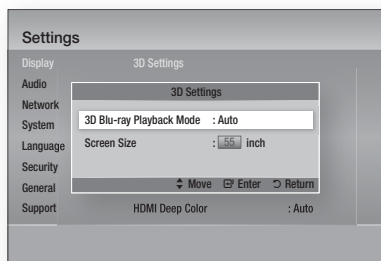 Settings
Display 3D Settings
Audio
Network
System
Language
Security
General
Support
3D Settings
3D Blu-ray Playback Mode : Auto
Screen Size : 55 inch
Move Enter Return
HDMI Deep Color : Auto